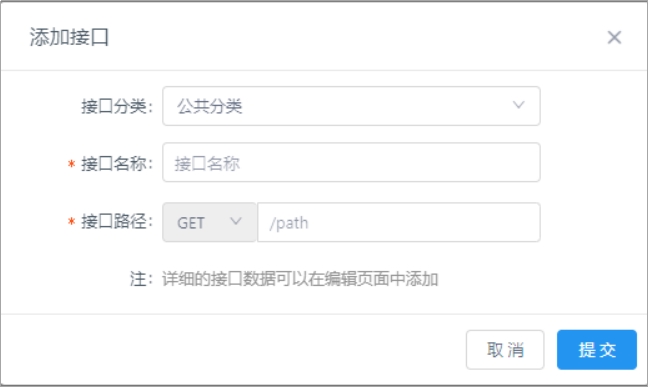 添加接口
接口分类： 公共分类
* 接口名称： 接口名称
* 接口路径： GET /path
注： 详细的接口数据可以在编辑页面中添加
取 消 提 交